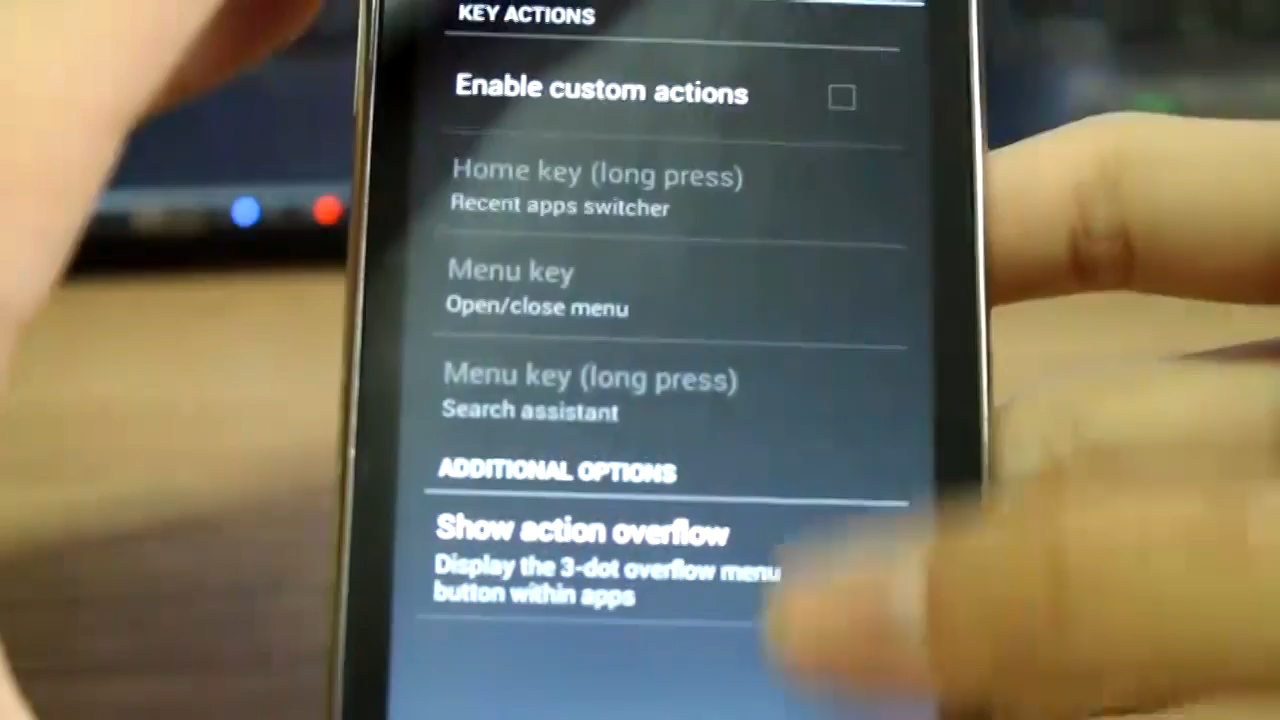 KEY ACTIONS
Enable custom actions
Home key (long press)
Recent apps switcher
Menu key
Open/close menu
Menu key (long press)
Search assistant
ADDITIONAL OPTIONS
Show action overflow
Display the 3-dot overflow menu
button within apps